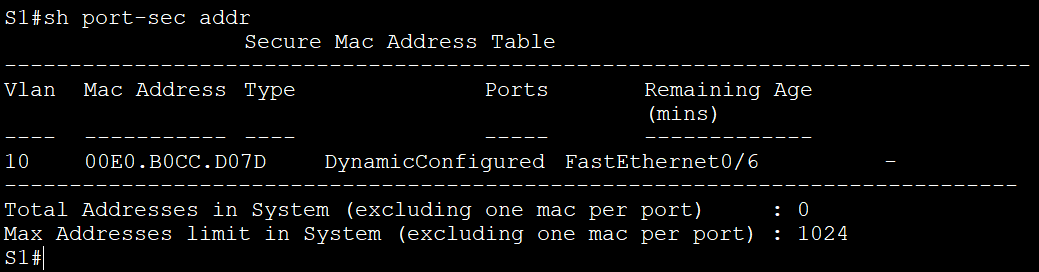 S1#sh port-sec addr
Secure Mac Address Table
-----------------------------------------------------------------------------
Vlan Mac Address Type Ports Remaining Age
(mins)
---- ----------- ---- ----- -------------
10 00E0.B0CC.D07D DynamicConfigured FastEthernet0/6 -
----------------------------------------------------------------------------
Total Addresses in System (excluding one mac per port) : 0
Max Addresses limit in System (excluding one mac per port) : 1024
S1#